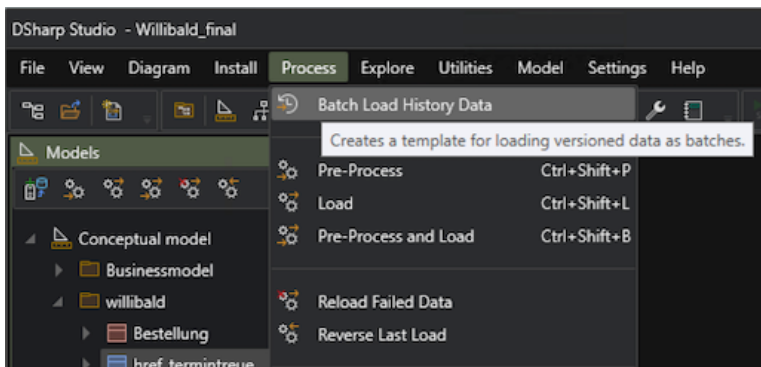 DSharp Studio - Willibald_final
File View Diagram Install Process Explore Utilities Model Settings Help
Batch Load History Data
Creates a template for loading versioned data as batches.
Models
Pre-Process Ctrl+Shift+P
Load Ctrl+Shift+L
Pre-Process and Load Ctrl+Shift+B
Conceptual model
Businessmodel
willibald
Reload Failed Data
Bestellung
Reverse Last Load
href_termintreue